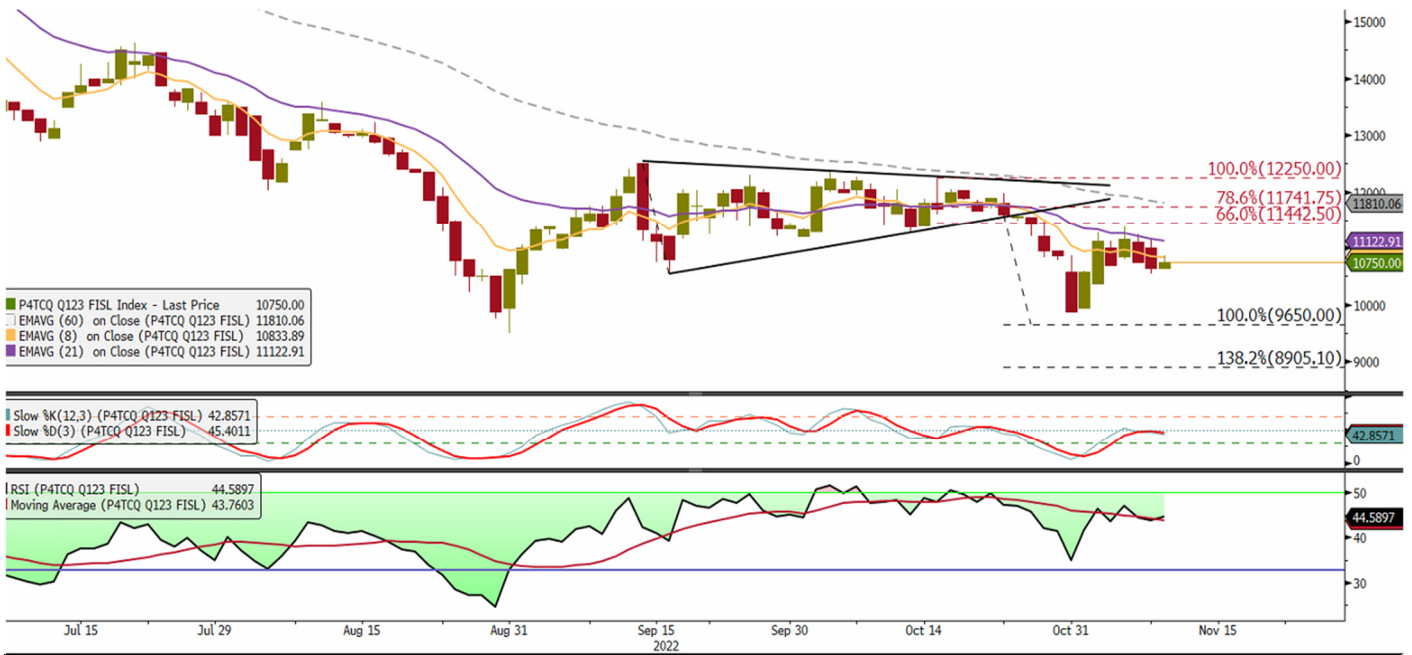 15000
14000
13000
12000
10000
9000
100.0%(12250.00)
78.6%(11741.75)
66.0%(11442.50)
11810.06
11122.91
10750.00
100.0%(9650.00)
138.2%(8905.10)
P4TCQ Q123 FISL Index - Last Price 10750.00
EMAVG (60) on Close (P4TCQ Q123 FISL) 11810.06
EMAVG (8) on Close (P4TCQ Q123 FISL) 10833.89
EMAVG (21) on Close (P4TCQ Q123 FISL) 11122.91
Slow %K(12,3) (P4TCQ Q123 FISL) 42.8571
Slow %D(3) (P4TCQ Q123 FISL) 45.4011
42.8571
0
RSI (P4TCQ Q123 FISL) 44.5897
Moving Average (P4TCQ Q123 FISL) 43.7603
50
44.5897
40
30
Jul 15 Jul 29 Aug 15 Aug 31 Sep 15 Sep 30 Oct 14 Oct 31 Nov 15
2022